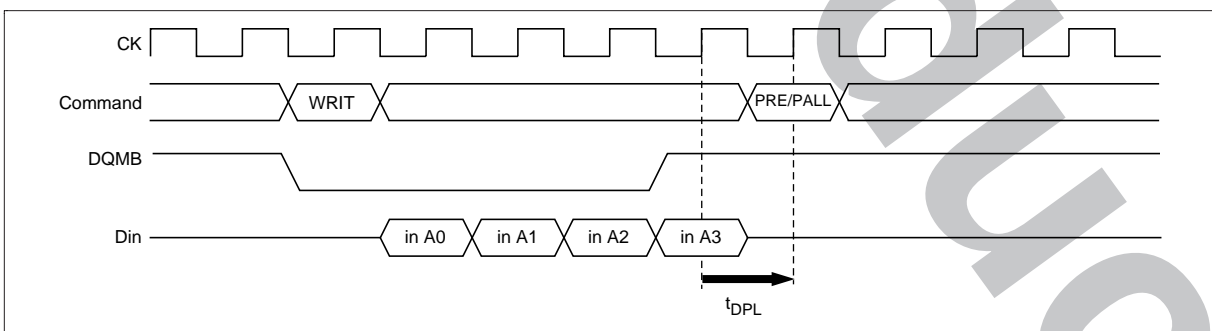 CK
Command
WRIT
PRE/PALL
DQMB
Din
in A0
in A1
in A2
in A3
tDPL